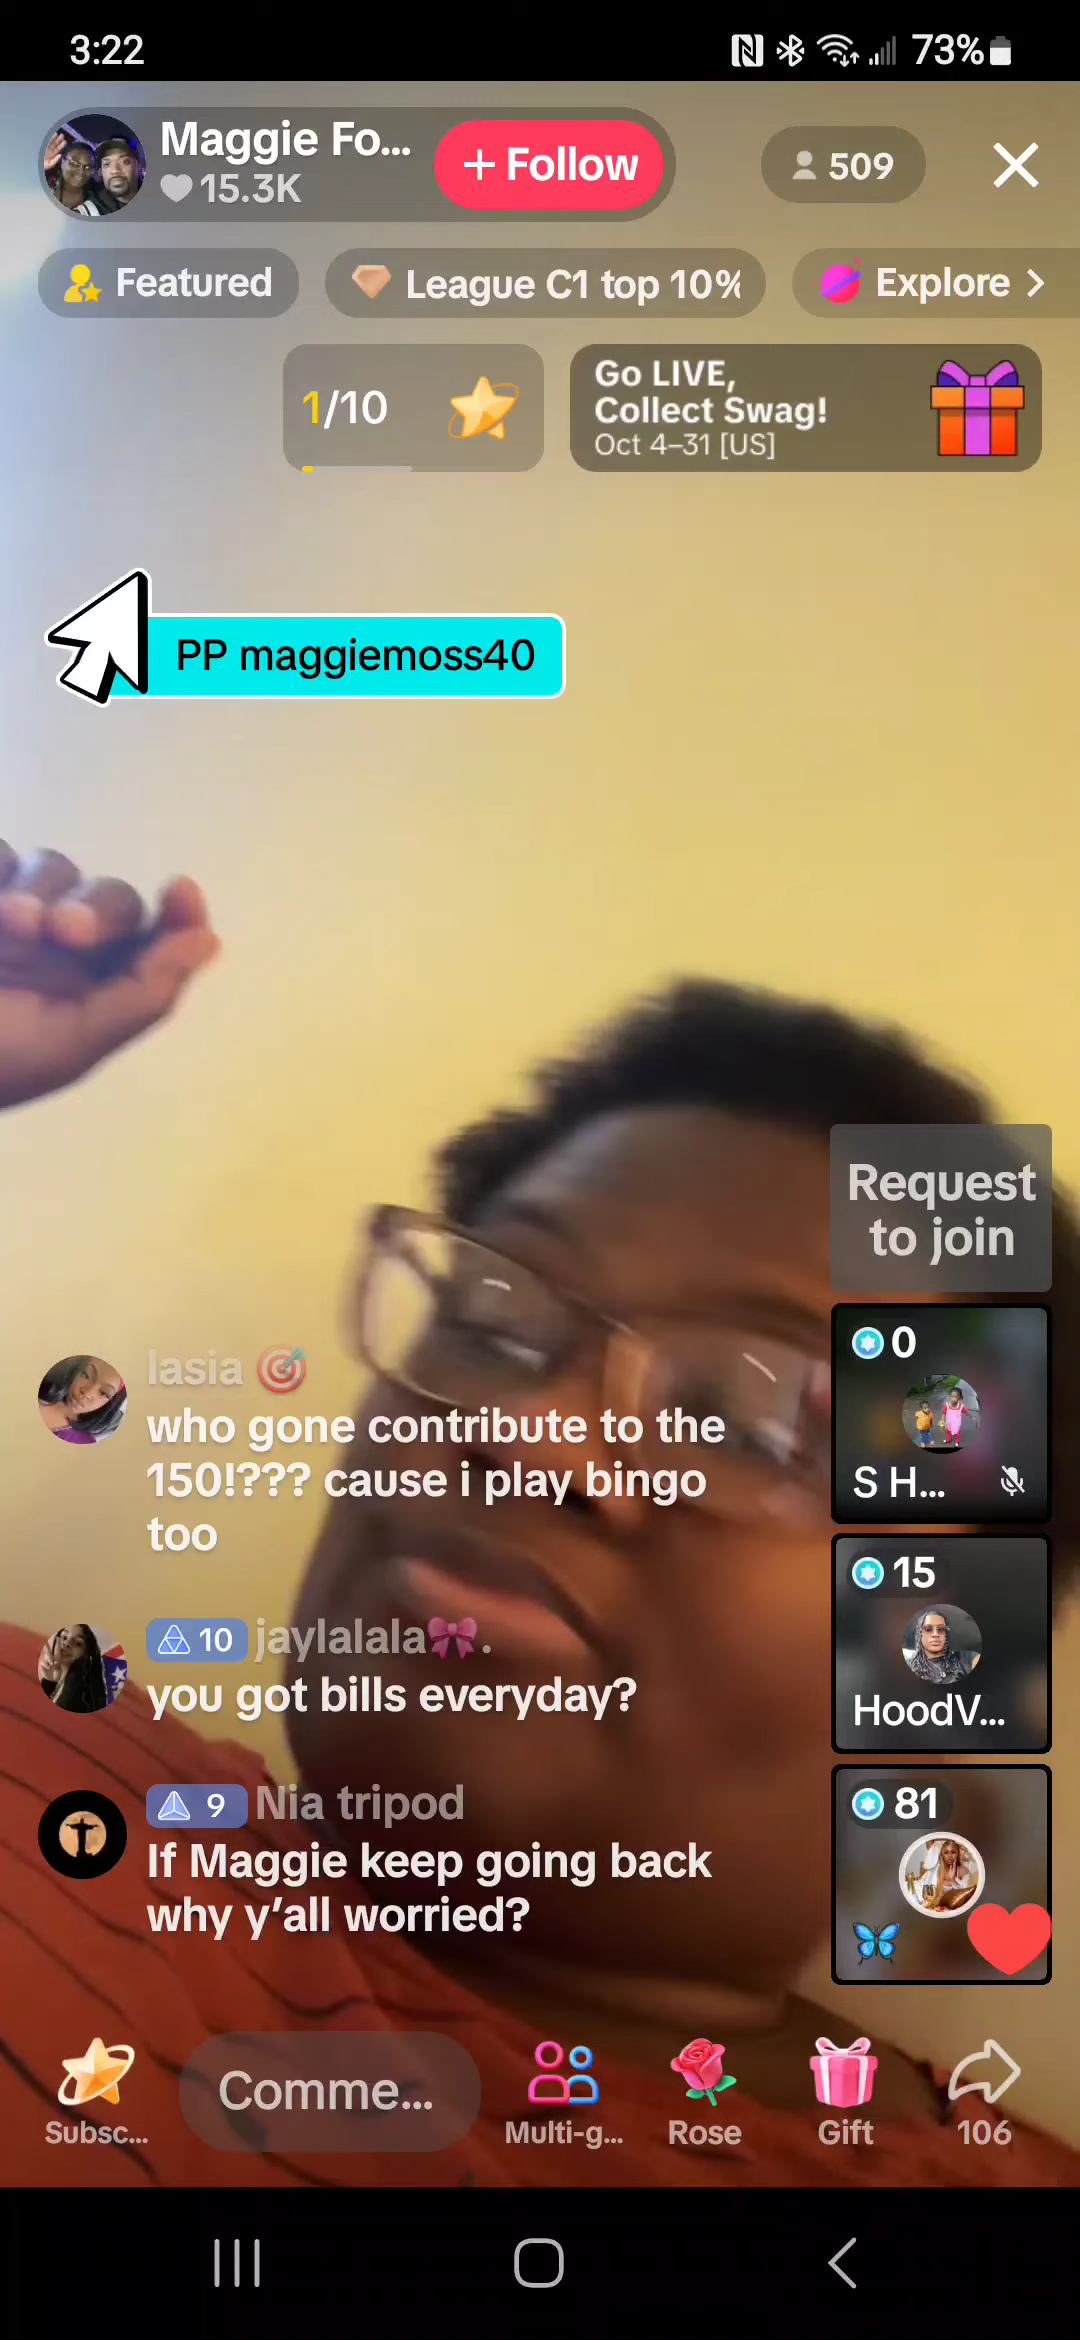 3:22
73%
Maggie Fo...
15.3K
+ Follow
509
Featured
League C1 top 10%
Explore >
1/10
Go LIVE,
Collect Swag!
Oct 4–31 [US]
PP maggiemoss40
Request
to join
0
S H...
15
HoodV...
81
Iasia 🎯
who gone contribute to the
150!??? cause i play bingo
too
10 jaylalala🎀.
you got bills everyday?
9 Nia tripod
If Maggie keep going back
why y’all worried?
Subsc...
Comme...
Multi-g...
Rose
Gift
106